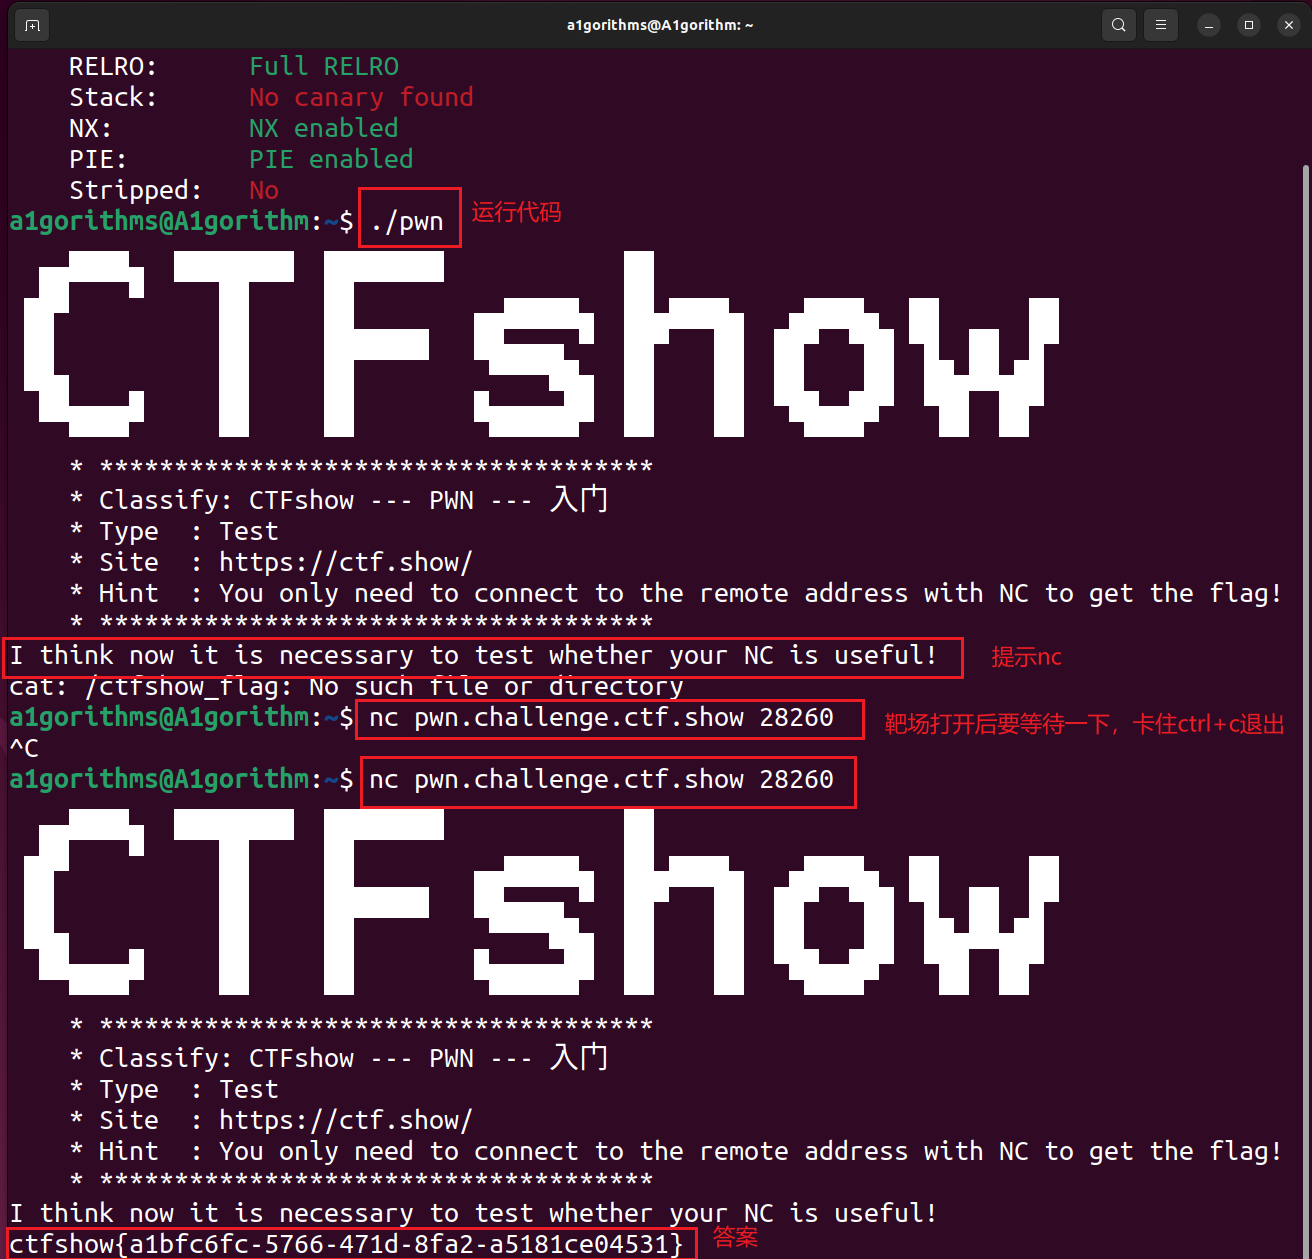 a1gorithms@A1gorithm: ~
RELRO: Full RELRO
Stack: No canary found
NX: NX enabled
PIE: PIE enabled
Stripped: No
a1gorithms@A1gorithm:~$ ./pwn 运行代码
CTFshow
* *************************************
* Classify: CTFshow --- PWN --- 入门
* Type  : Test
* Site  : https://ctf.show/
* Hint  : You only need to connect to the remote address with NC to get the flag!
* *************************************
I think now it is necessary to test whether your NC is useful! 提示nc
cat: /ctfshow_flag: No such file or directory
a1gorithms@A1gorithm:~$ nc pwn.challenge.ctf.show 28260 靶场打开后要等待一下，卡住ctrl+c退出
^C
a1gorithms@A1gorithm:~$ nc pwn.challenge.ctf.show 28260
CTFshow
* *************************************
* Classify: CTFshow --- PWN --- 入门
* Type  : Test
* Site  : https://ctf.show/
* Hint  : You only need to connect to the remote address with NC to get the flag!
* *************************************
I think now it is necessary to test whether your NC is useful!
ctfshow{a1bfc6fc-5766-471d-8fa2-a5181ce04531} 答案